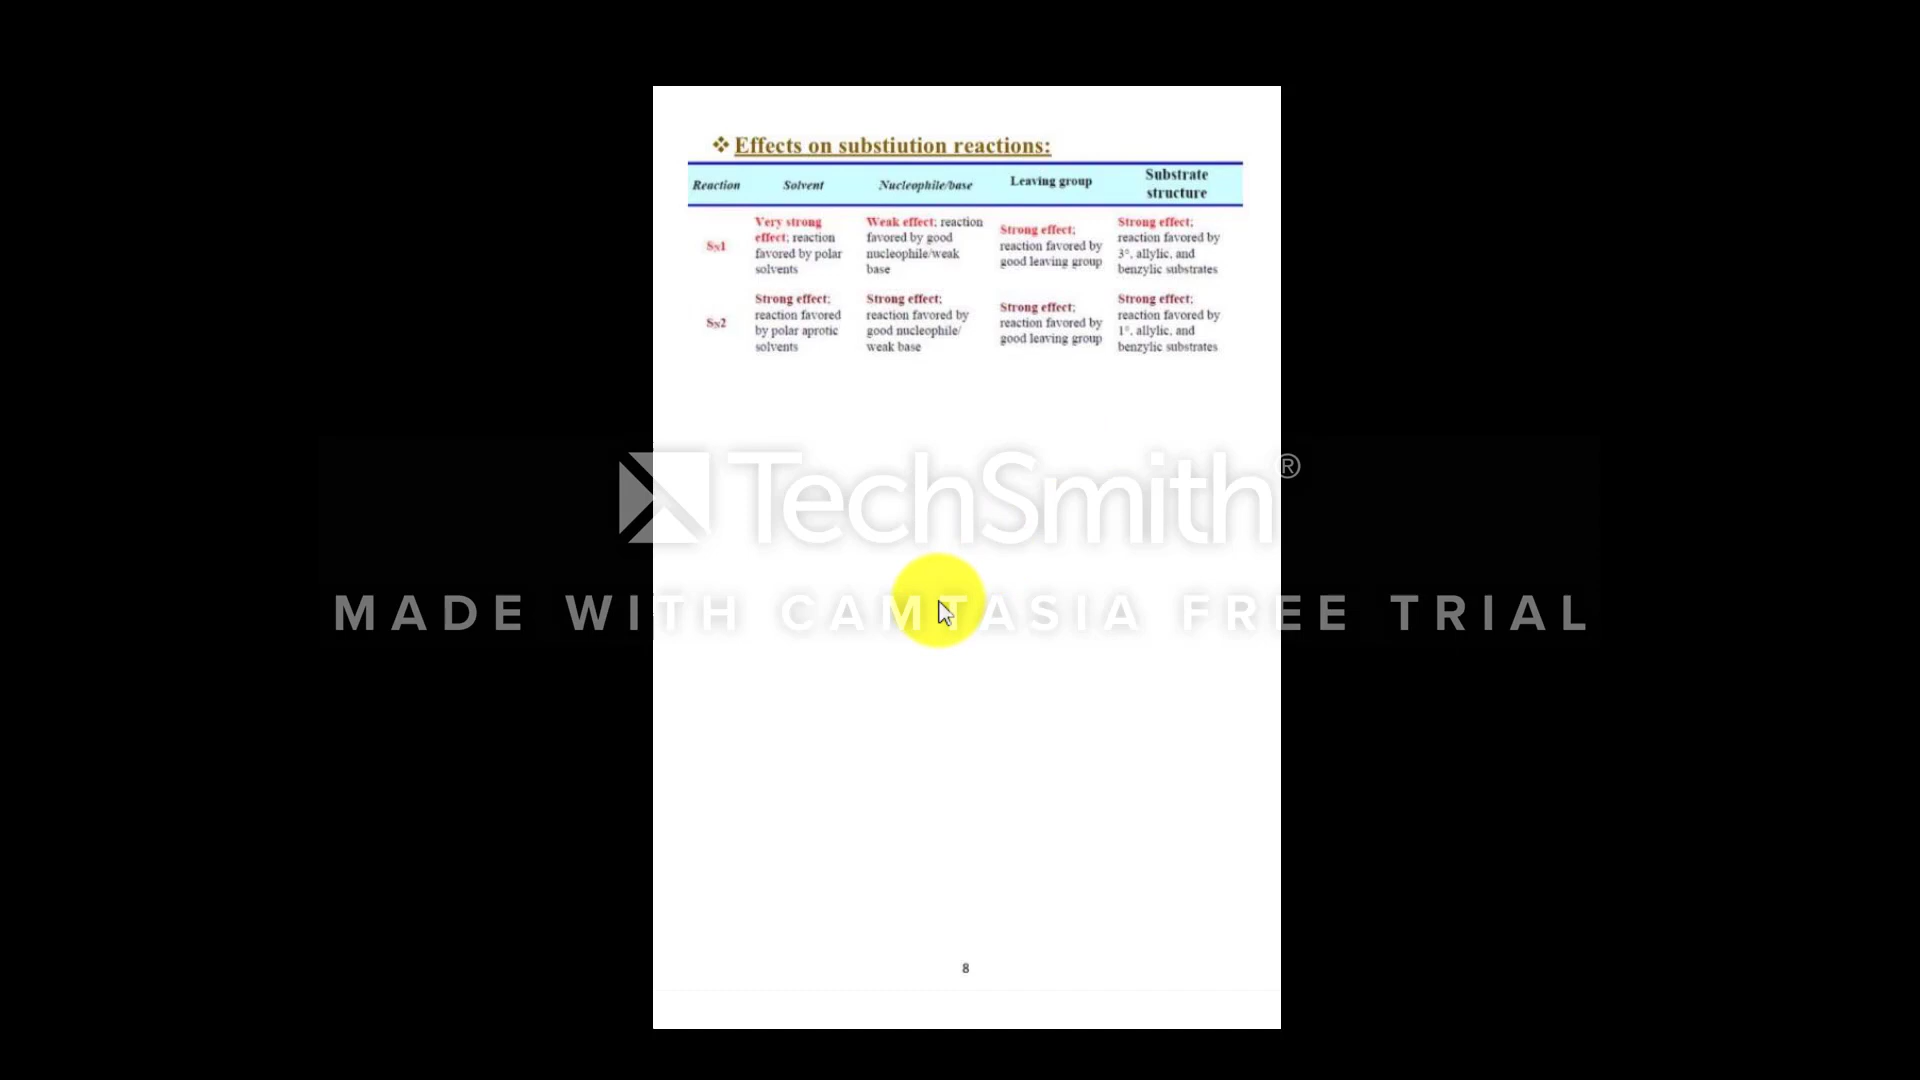 ❖ Effects on substiution reactions:
Reaction Solvent Nucleophile/base Leaving group Substrate structure
SN1
Very strong
effect; reaction
favored by polar
solvents
Weak effect; reaction
favored by good
nucleophile/weak
base
Strong effect;
reaction favored by
good leaving group
Strong effect;
reaction favored by
3°, allylic, and
benzylic substrates
SN2
Strong effect;
reaction favored
by polar aprotic
solvents
Strong effect;
reaction favored by
good nucleophile/
weak base
Strong effect;
reaction favored by
good leaving group
Strong effect;
reaction favored by
1°, allylic, and
benzylic substrates
TechSmith®
MADE WITH CAMTASIA FREE TRIAL
8